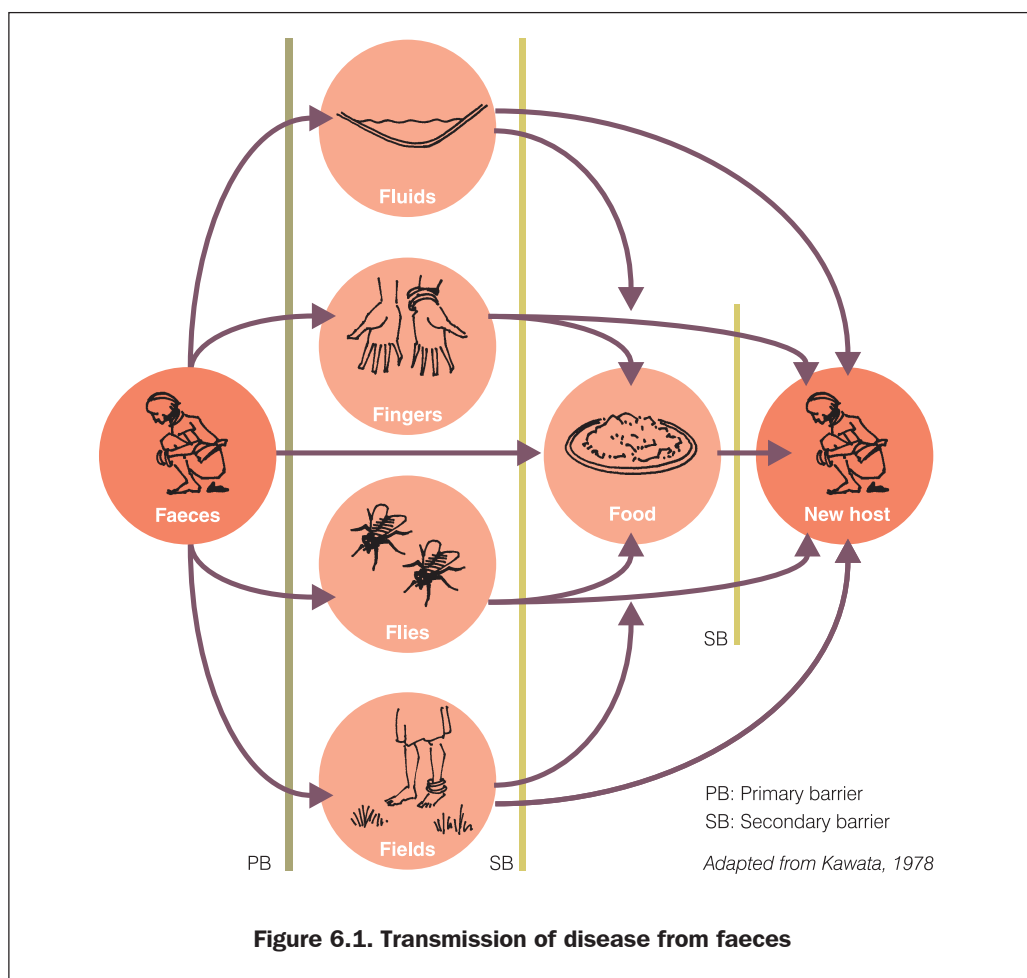 Fluids
Fingers
Faeces
Food
New host
Flies
SB
Fields
PB
SB
PB: Primary barrier
SB: Secondary barrier
Adapted from Kawata, 1978
Figure 6.1. Transmission of disease from faeces